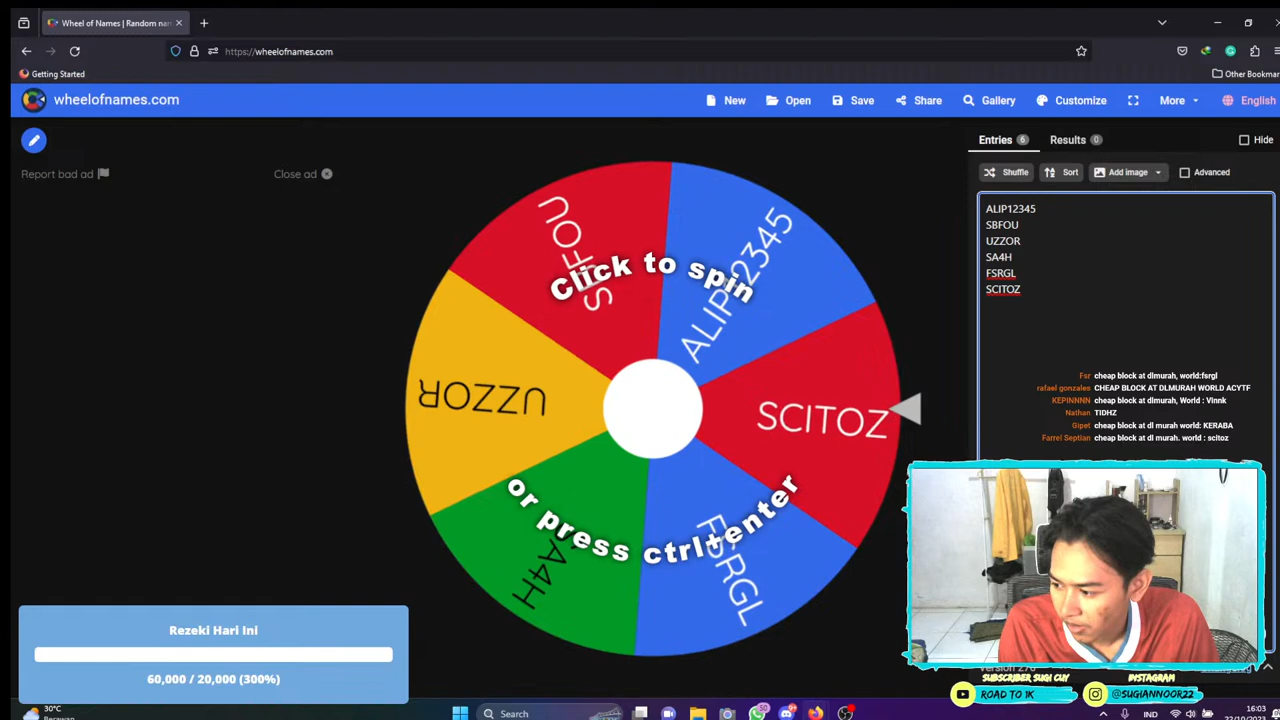 Wheel of Names | Random nam
https://wheelofnames.com
Getting Started
Other Bookmar
wheelofnames.com
New
Open
Save
Share
Gallery
Customize
More
English
Report bad ad
Close ad
Entries 6
Results 0
Hide
Shuffle
Sort
Add image
Advanced
ALIP12345
SBFOU
UZZOR
SA4H
FSRGL
SCITOZ
Click to spin
or press ctrl+enter
ALIP12345
SCITOZ
FSRGL
UZZOR
Fsr cheap block at dlmurah, world:fsrgl
rafael gonzales CHEAP BLOCK AT DLMURAH WORLD ACYTF
KEPINNNN cheap block at dlmurah, World : Vinnk
Nathan TIDHZ
Gipet cheap block at dl murah world: KERABA
Farrel Septian cheap block at dl murah. world : scitoz
Rezeki Hari Ini
60,000 / 20,000 (300%)
SUBSCRIBER SUGI CUY
ROAD TO 1K
INSTAGRAM
@SUGIANNOOR22
30°C
Berawan
Search
IND
16:03
22/10/2023